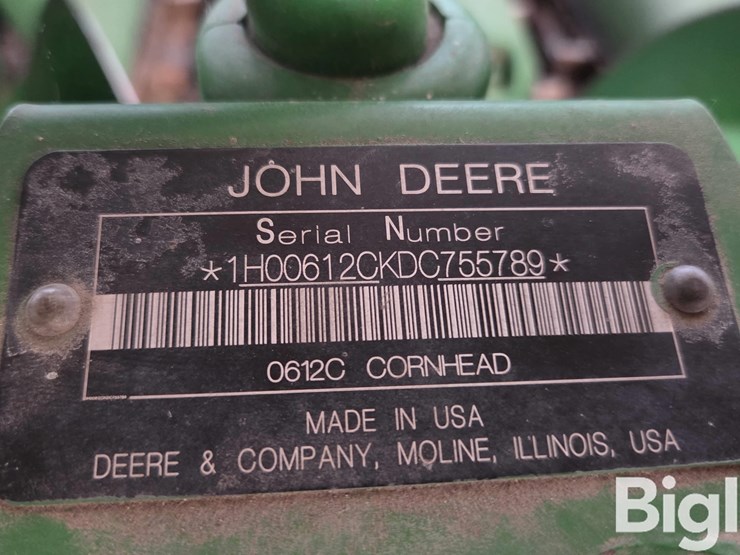 JOHN DEERE
Serial Number
*1H00612CKDC755789*
0612C CORNHEAD
MADE IN USA
DEERE & COMPANY, MOLINE, ILLINOIS, USA
BigI